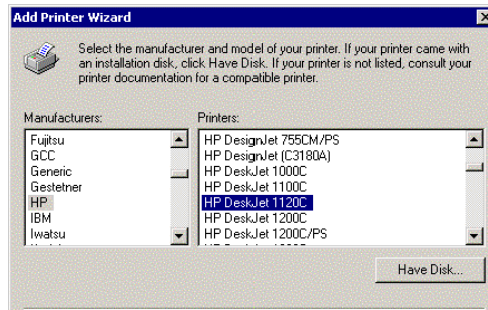 Add Printer Wizard
Select the manufacturer and model of your printer. If your printer came with
an installation disk, click Have Disk. If your printer is not listed, consult your
printer documentation for a compatible printer.
Manufacturers:
Fujitsu
GCC
Generic
Gestetner
HP
IBM
Iwatsu
Printers:
HP DesignJet 755CM/PS
HP DesignJet (C3180A)
HP DeskJet 1000C
HP DeskJet 1100C
HP DeskJet 1120C
HP DeskJet 1200C
HP DeskJet 1200C/PS
Have Disk...